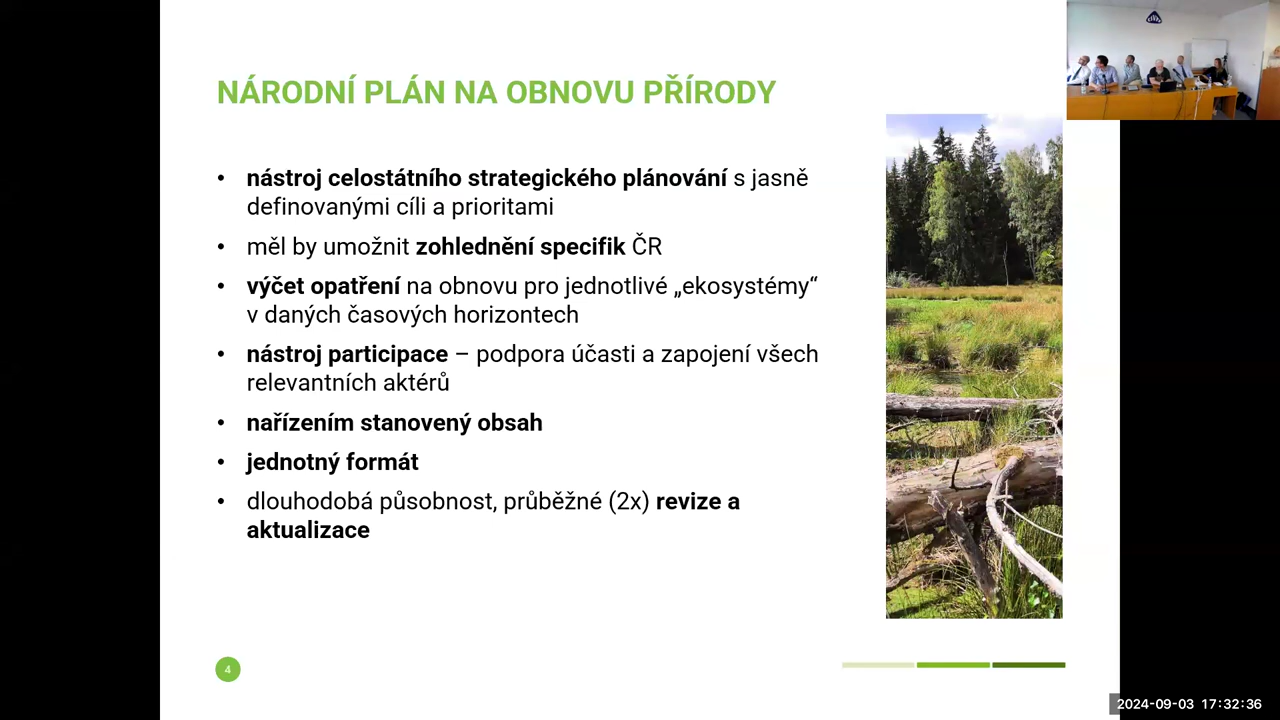 NÁRODNÍ PLÁN NA OBNOVU PŘÍRODY
• nástroj celostátního strategického plánování s jasně
definovanými cíli a prioritami
• měl by umožnit zohlednění specifik ČR
• výčet opatření na obnovu pro jednotlivé „ekosystémy“
v daných časových horizontech
• nástroj participace – podpora účasti a zapojení všech
relevantních aktérů
• nařízením stanovený obsah
• jednotný formát
• dlouhodobá působnost, průběžné (2x) revize a
aktualizace
4
2024-09-03 17:32:36